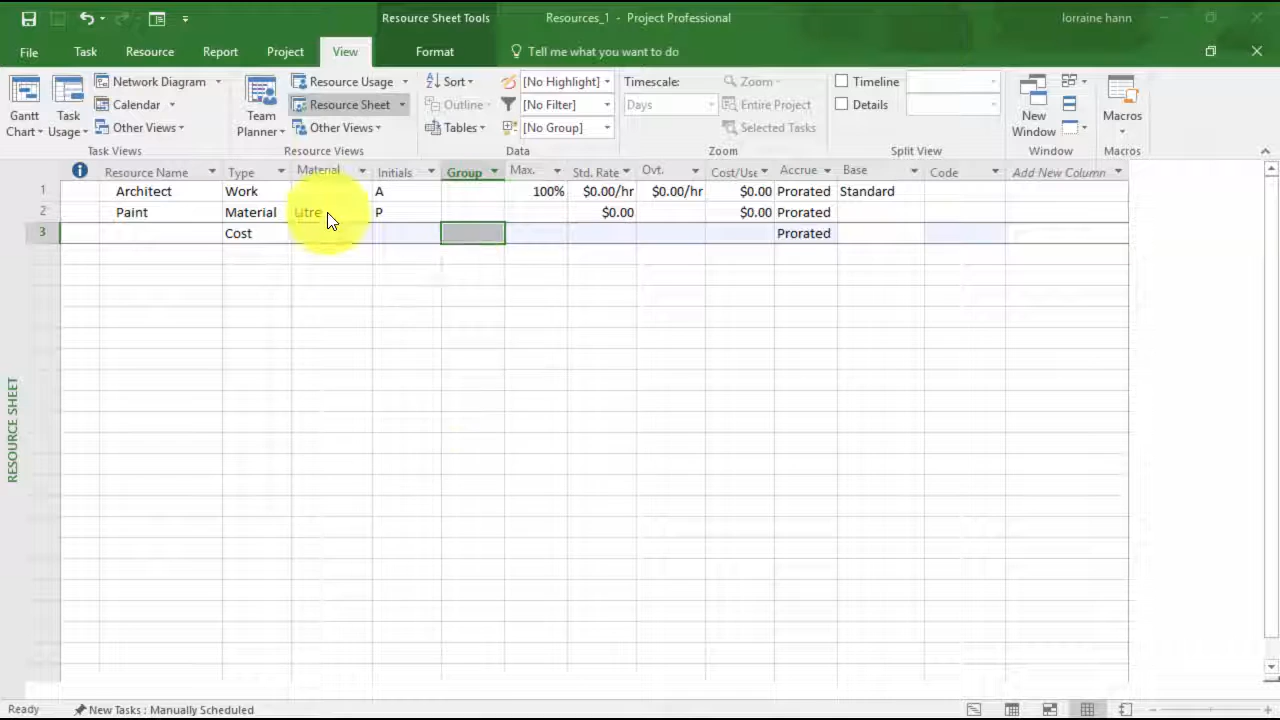 Resource Sheet Tools Resources_1 - Project Professional lorraine hann
File Task Resource Report Project View Format Tell me what you want to do
Gantt Chart Task Usage Network Diagram Calendar Other Views Task Views
Team Planner Resource Usage Resource Sheet Other Views Resource Views
Sort Outline Tables [No Highlight] [No Filter] [No Group] Data
Timescale: Days Zoom Entire Project Selected Tasks Zoom
Timeline Details Split View
New Window Window
Macros Macros
Resource Name Type Material Initials Group Max. Std. Rate Ovt. Cost/Use Accrue Base Code Add New Column
1 Architect Work A 100% $0.00/hr $0.00/hr $0.00 Prorated Standard
2 Paint Material Litre P $0.00 $0.00 Prorated
3 Cost Prorated
RESOURCE SHEET
Ready New Tasks : Manually Scheduled